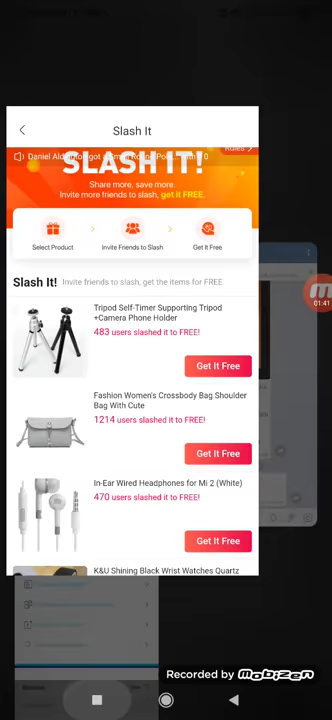 Slash It
Rules
Daniel Ald
SLASH IT!
Share more, save more.
Invite more friends to slash, get it FREE.
Select Product
Invite Friends to Slash
Get It Free
Slash It! Invite friends to slash, get the items for FREE
Tripod Self-Timer Supporting Tripod
+Camera Phone Holder
483 users slashed it to FREE!
Get It Free
Fashion Women's Crossbody Bag Shoulder
Bag With Cute
1214 users slashed it to FREE!
Get It Free
In-Ear Wired Headphones for Mi 2 (White)
470 users slashed it to FREE!
Get It Free
K&U Shining Black Wrist Watches Quartz
01:41
Recorded by Mobizen